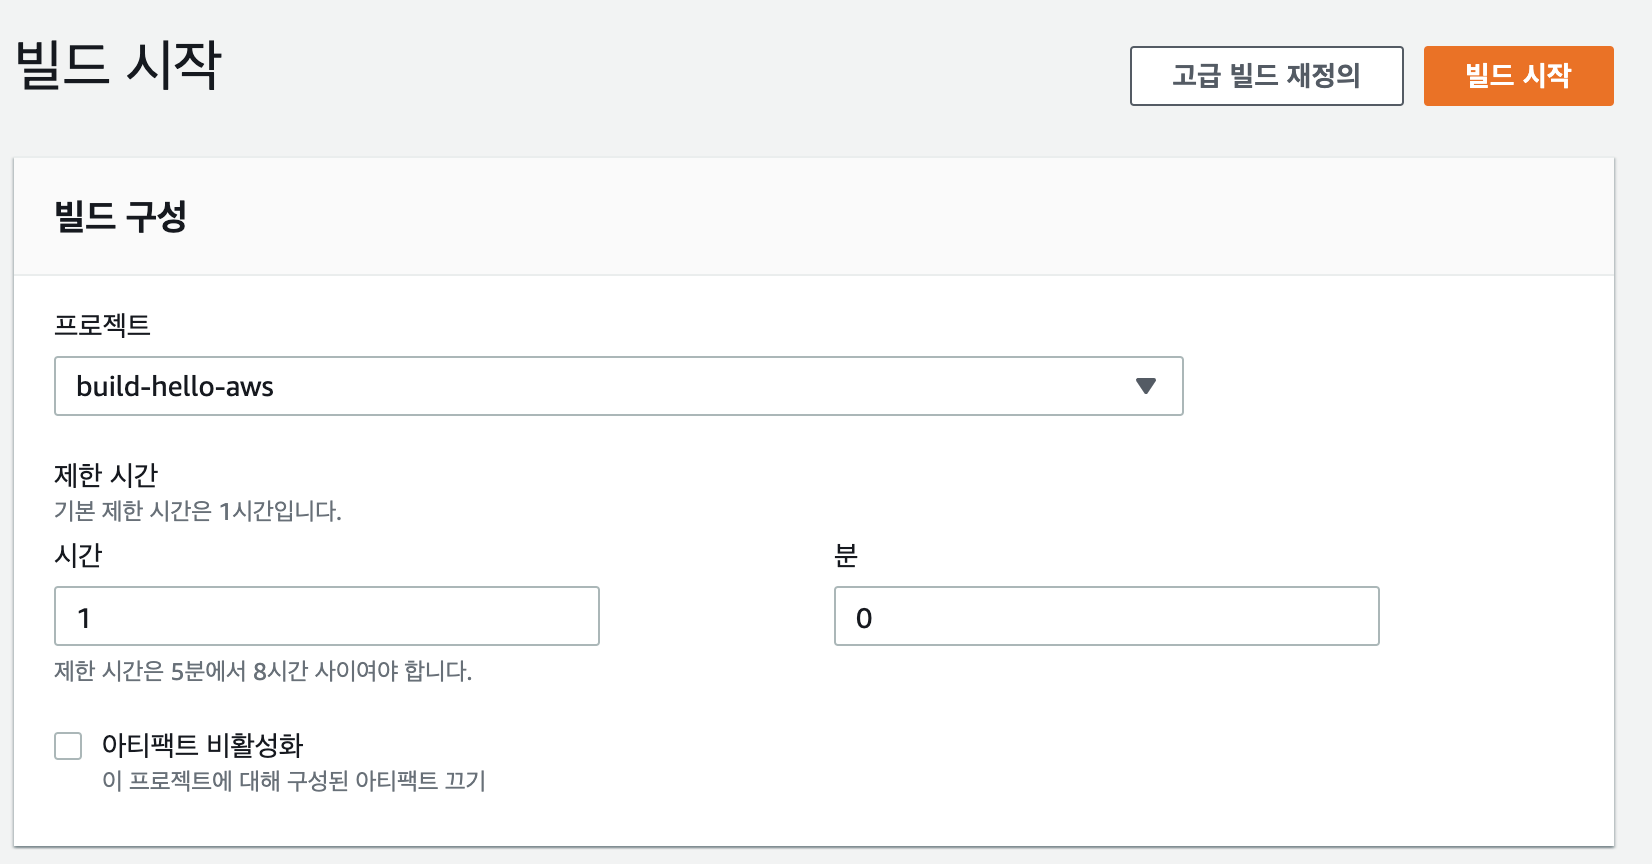 빌드 시작
고급 빌드 재정의
빌드 시작
빌드 구성
프로젝트
build-hello-aws
제한 시간
기본 제한 시간은 1시간입니다.
시간
분
1
0
제한 시간은 5분에서 8시간 사이여야 합니다.
아티팩트 비활성화
이 프로젝트에 대해 구성된 아티팩트 끄기